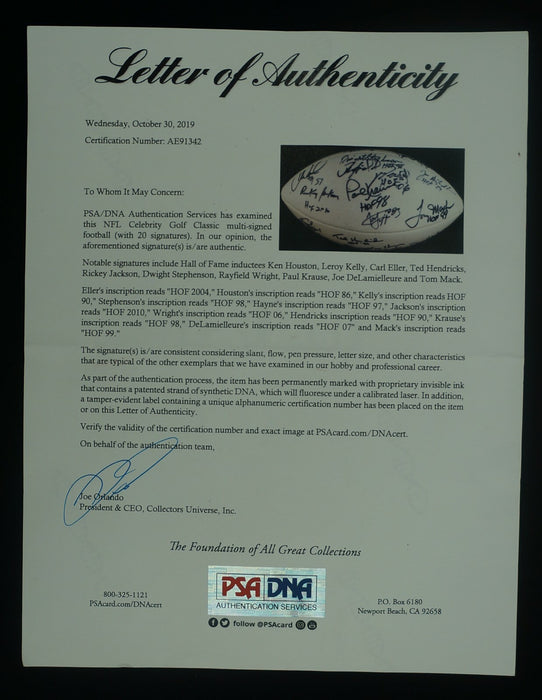 Letter of Authenticity
Wednesday, October 30, 2019
Certification Number: AE91342
To Whom It May Concern:
PSA/DNA Authentication Services has examined
this NFL Celebrity Golf Classic multi-signed
football (with 20 signatures). In our opinion, the
aforementioned signature(s) is/are authentic.
HOF 98
Notable signatures include Hall of Fame inductees Ken Houston, Leroy Kelly, Carl Eller, Ted Hendricks,
Rickey Jackson, Dwight Stephenson, Rayfield Wright, Paul Krause, Joe DeLamielleure and Tom Mack.
Eller's inscription reads "HOF 2004," Houston's inscription reads "HOF 86," Kelly's inscription reads HOF
90," Stephenson's inscription reads "HOF 98," Hayne's inscription reads "HOF 97," Jackson's inscription
reads "HOF 2010," Wright's inscription reads "HOF 06," Hendricks inscription reads "HOF 90," Krause's
inscription reads "HOF 98," DeLamielleure's inscription reads "HOF 07" and Mack's inscription reads
"HOF 99."
The signature(s) is/are consistent considering slant, flow, pen pressure, letter size, and other characteristics
that are typical of the other exemplars that we have examined in our hobby and professional career.
As part of the authentication process, the item has been permanently marked with proprietary invisible ink
that contains a patented strand of synthetic DNA, which will fluoresce under a calibrated laser. In addition,
a tamper-evident label containing a unique alphanumeric certification number has been placed on the item
or on this Letter of Authenticity.
Verify the validity of the certification number and exact image at PSAcard.com/DNAcert.
On behalf of the authentication team,
Joe Orlando
President & CEO, Collectors Universe, Inc.
The Foundation of All Great Collections
800-325-1121
PSAcard.com/DNAcert
PSA DNA
AUTHENTICATION SERVICES
follow @PSAcard
P.O. Box 6180
Newport Beach, CA 92658